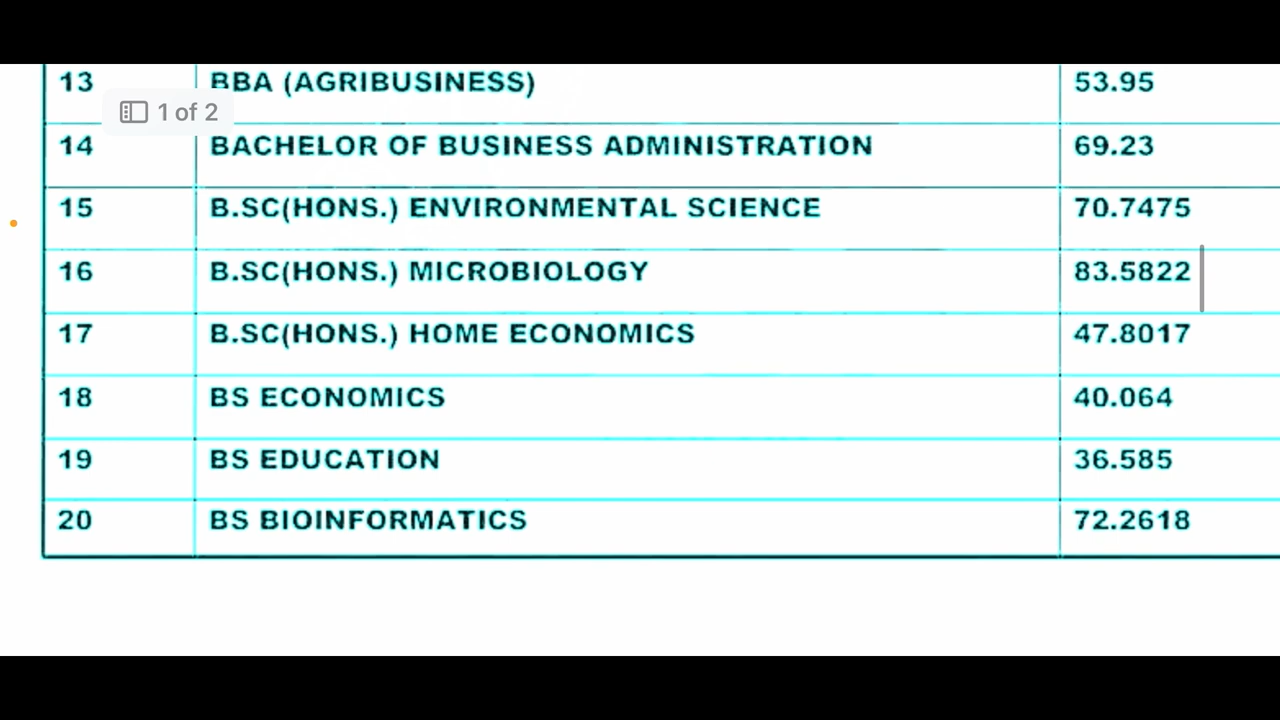 13 BBA (AGRIBUSINESS) 53.95
1 of 2
14 BACHELOR OF BUSINESS ADMINISTRATION 69.23
15 B.SC(HONS.) ENVIRONMENTAL SCIENCE 70.7475
16 B.SC(HONS.) MICROBIOLOGY 83.5822
17 B.SC(HONS.) HOME ECONOMICS 47.8017
18 BS ECONOMICS 40.064
19 BS EDUCATION 36.585
20 BS BIOINFORMATICS 72.2618